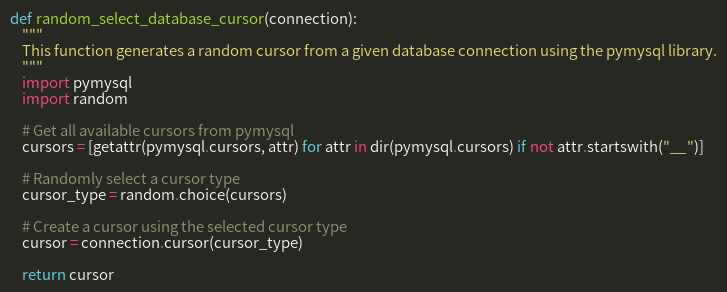 def random_select_database_cursor(connection):
    """
    This function generates a random cursor from a given database connection using the pymysql library.
    """
    import pymysql
    import random
    # Get all available cursors from pymysql
    cursors = [getattr(pymysql.cursors, attr) for attr in dir(pymysql.cursors) if not attr.startswith("__")]
    # Randomly select a cursor type
    cursor_type = random.choice(cursors)
    # Create a cursor using the selected cursor type
    cursor = connection.cursor(cursor_type)
    return cursor